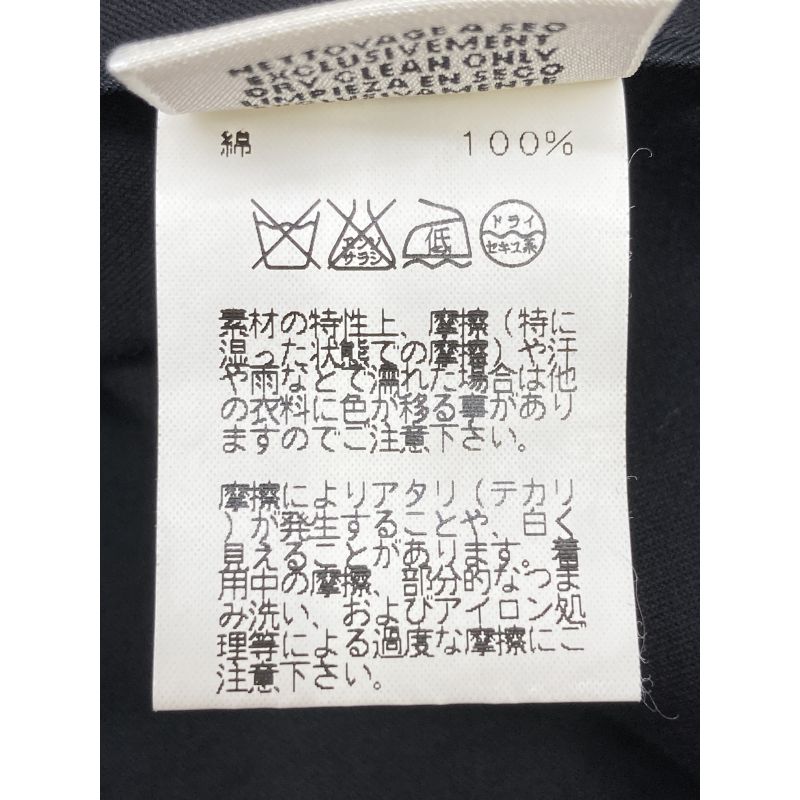 NETTOYAGE A SEC
EXCLUSIVEMENT
DRY CLEAN ONLY
LIMPIEZA EN SECO
EXCLUSIVAMENTE
綿 100%
エンソ
サラシ
低
ドライ
セキユ系
素材の特性上、摩擦(特に
湿った状態での摩擦)や汗
や雨などで濡れた場合は他
の衣料に色が移る事があり
ますのでご注意下さい。
摩擦によりアタリ(テカリ
)が発生することや、白く
見えることがあります。着
用中の摩擦、部分的なつま
み洗い、およびアイロン処
理等による過度な摩擦にご
注意下さい。